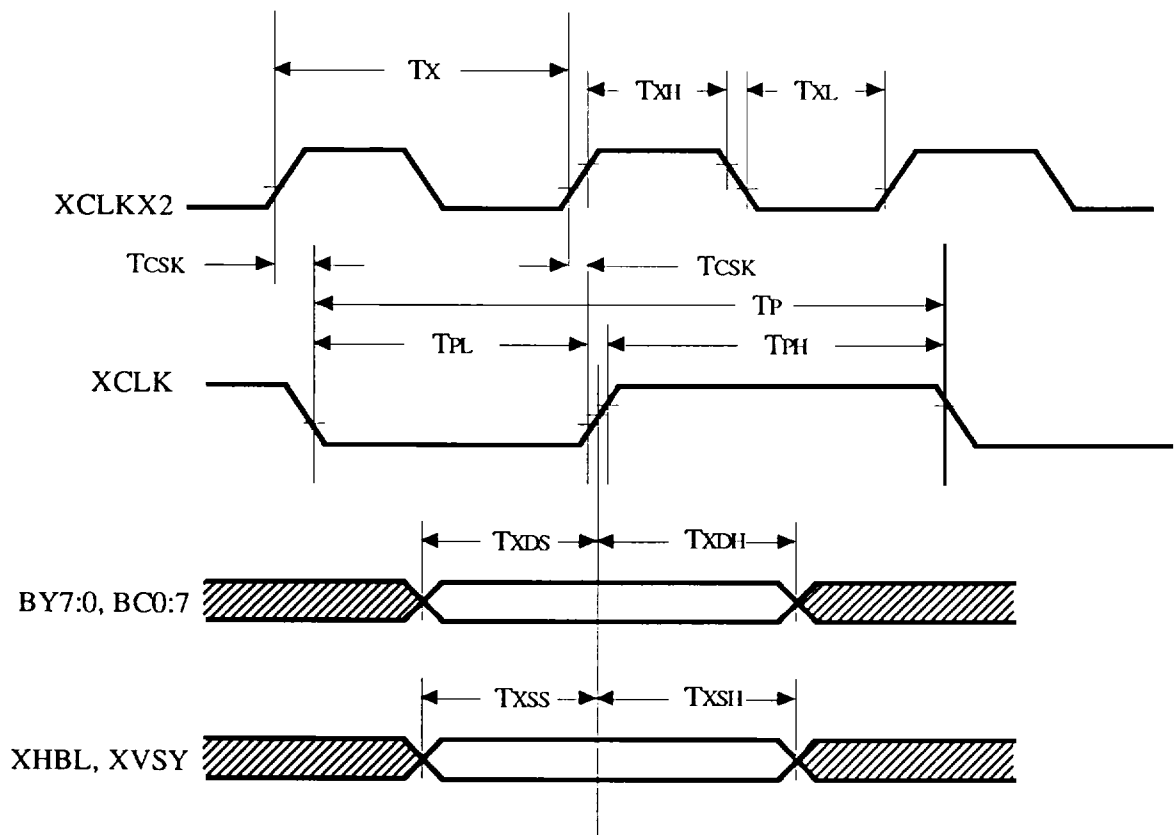 TX
TXH TXL
XCLKX2
TCSK TCSK
TP
TPL TPH
XCLK
TXDS TXDH
BY7:0, BC0:7
TXSS TXSH
XHBL, XVSY